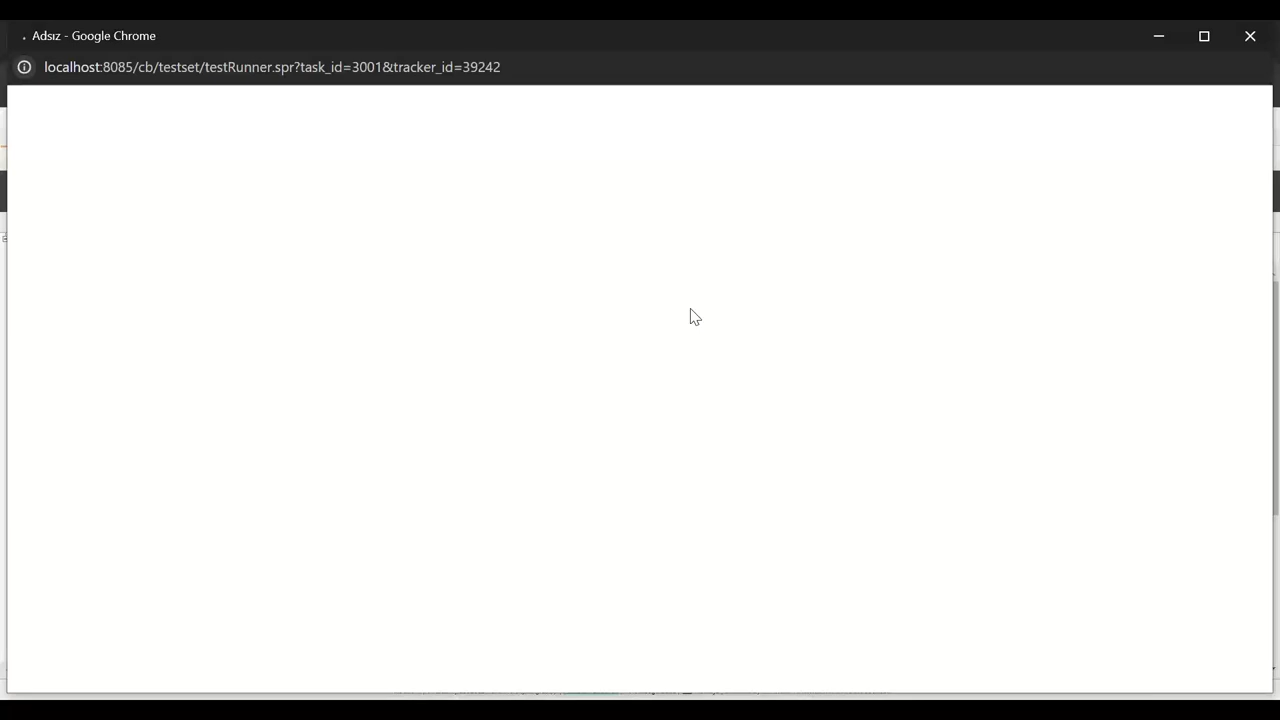 Adsız - Google Chrome
localhost:8085/cb/testset/testRunner.spr?task_id=3001&tracker_id=39242